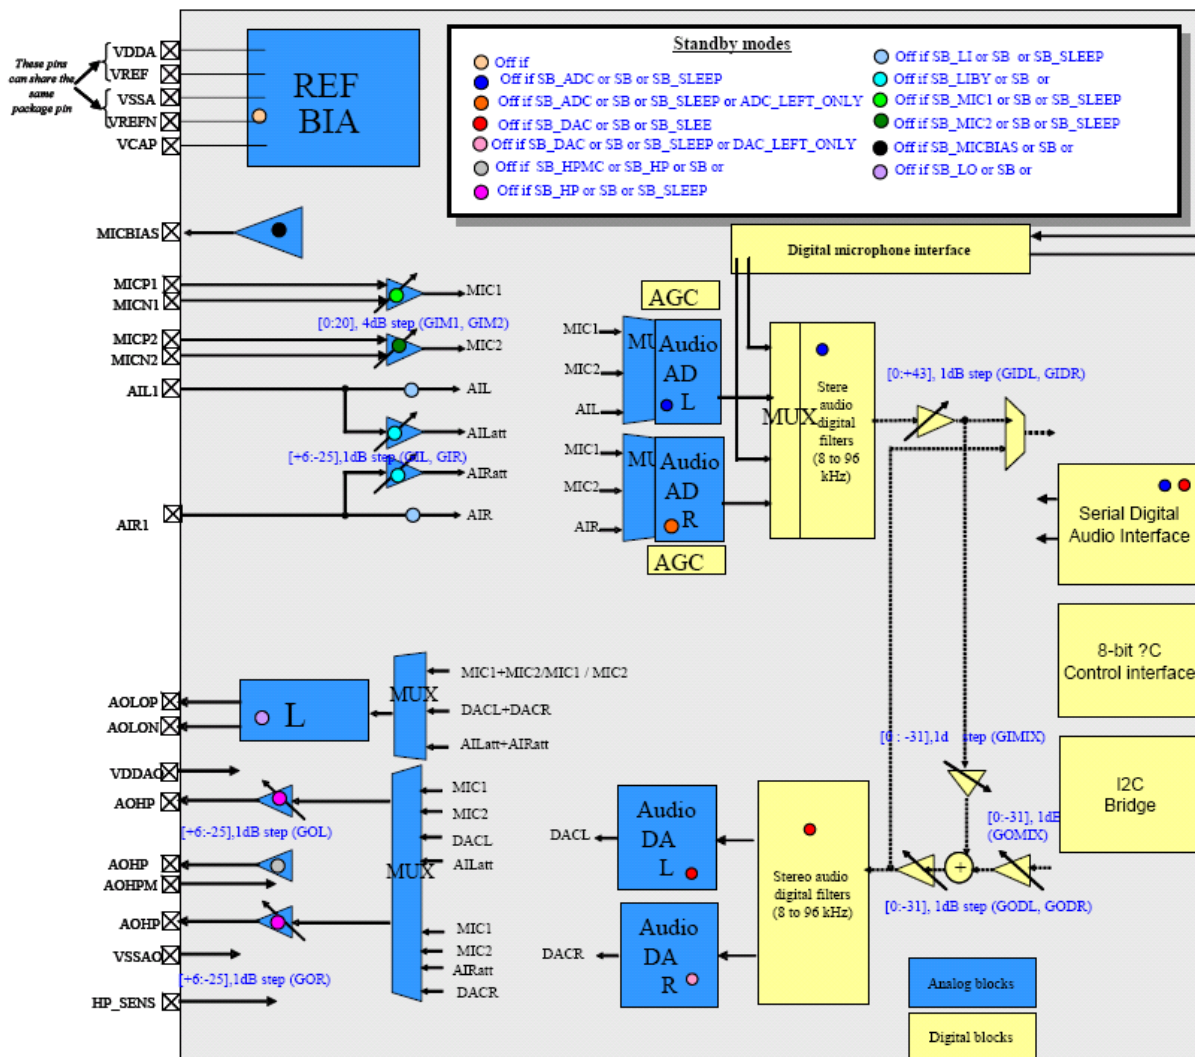 These pins
can share the
same
package pin
VDDA
VREF
VSSA
VREFN
VCAP
REF
BIA
Standby modes
Off if
Off if SB_ADC or SB or SB_SLEEP
Off if SB_ADC or SB or SB_SLEEP or ADC_LEFT_ONLY
Off if SB_DAC or SB or SB_SLEE
Off if SB_DAC or SB or SB_SLEEP or DAC_LEFT_ONLY
Off if SB_HPMC or SB_HP or SB or
Off if SB_HP or SB or SB_SLEEP
Off if SB_LI or SB or SB_SLEEP
Off if SB_LIBY or SB or
Off if SB_MIC1 or SB or SB_SLEEP
Off if SB_MIC2 or SB or SB_SLEEP
Off if SB_MICBIAS or SB or
Off if SB_LO or SB or
MICBIAS
Digital microphone interface
MICP1
MICN1
MIC1
[0:20], 4dB step (GIM1, GIM2)
MICP2
MICN2
MIC2
AIL1
AIL
AILatt
[+6:-25],1dB step (GIL, GIR)
AIRatt
AIR1
AIR
AGC
MIC1
MIC2
AIL
MU
Audio
AD
L
MIC1
MIC2
AIR
MU
Audio
AD
R
AGC
MUX
Stere
audio
digital
filters
(8 to 96
kHz)
[0:+43], 1dB step (GIDL, GIDR)
Serial Digital
Audio Interface
8-bit ?C
Control interface
I2C
Bridge
AOLOP
AOLON
L
MUX
MIC1+MIC2/MIC1 / MIC2
DACL+DACR
AILatt+AIRatt
VDDAO
AOHP
[+6:-25],1dB step (GOL)
AOHP
AOHPM
AOHP
VSSAO
[+6:-25],1dB step (GOR)
HP_SENS
MUX
MIC1
MIC2
DACL
AILatt
MIC1
MIC2
AIRatt
DACR
DACL
Audio
DA
L
DACR
Audio
DA
R
Stereo audio
digital filters
(8 to 96 kHz)
[0 : -31],1d step (GIMIX)
[0:-31], 1dB
(GOMIX)
+
[0:-31], 1dB step (GODL, GODR)
Analog blocks
Digital blocks